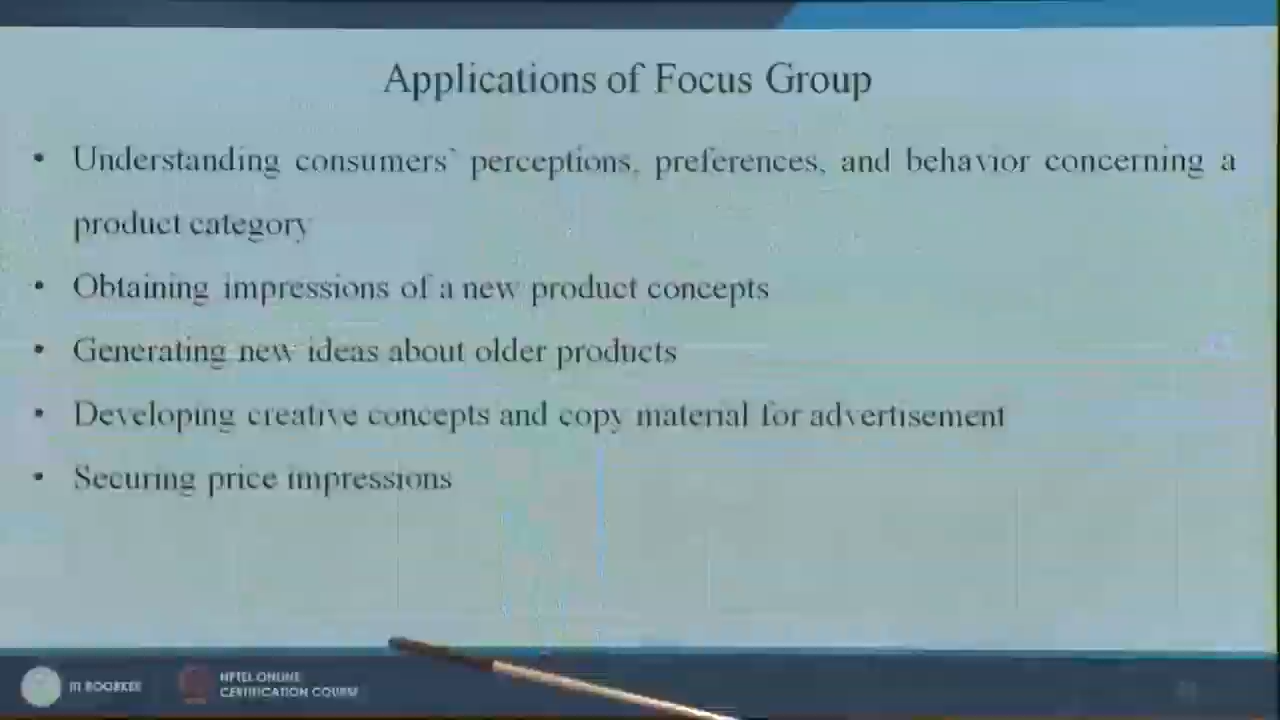 Applications of Focus Group
• Understanding consumers` perceptions, preferences, and behavior concerning a
product category
• Obtaining impressions of a new product concepts
• Generating new ideas about older products
• Developing creative concepts and copy material for advertisement
• Securing price impressions
IIT ROORKEE
NPTEL ONLINE
CERTIFICATION COURSE